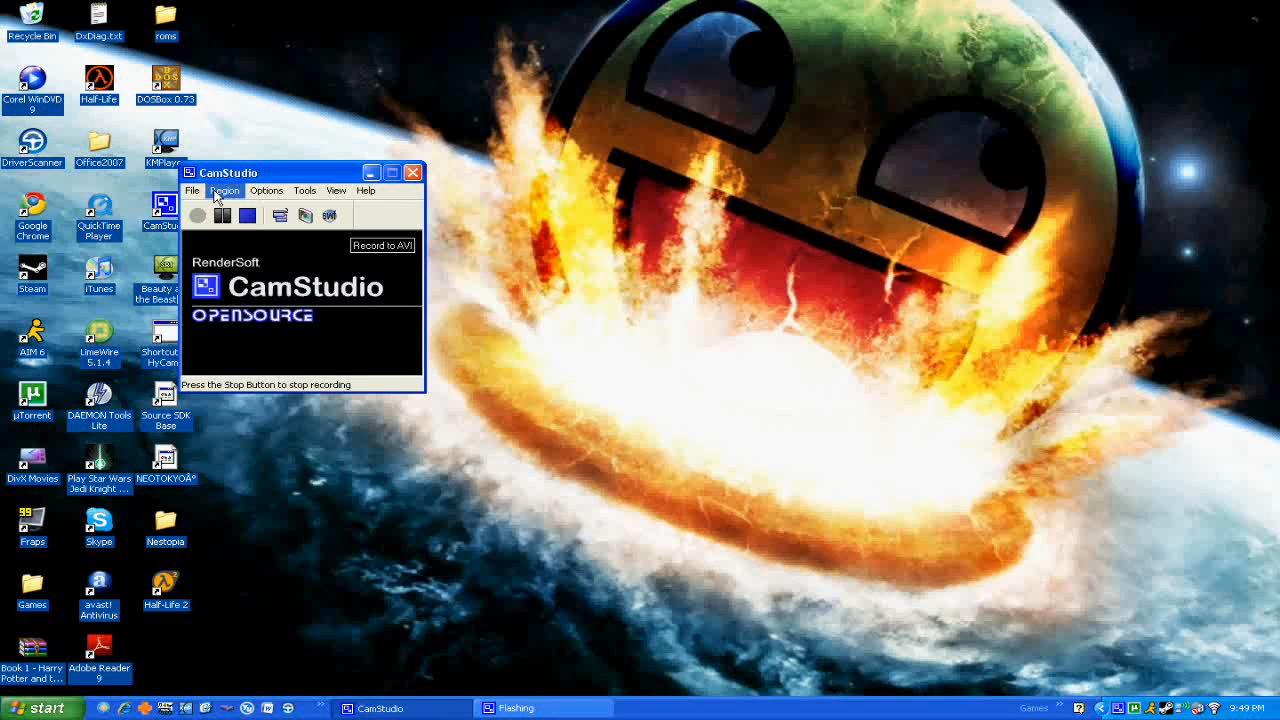 Recycle Bin
DxDiag.txt
roms
Corel WinDVD
9
Half-Life
DOSBox 0.73
DriverScanner
Office2007
KMPlayer
Google
Chrome
QuickTime
Player
CamStu
Steam
iTunes
Beauty a
the Beast
AIM 6
LimeWire
5.1.4
Shortcut
HyCam
µTorrent
DAEMON Tools
Lite
Source SDK
Base
DivX Movies
Play Star Wars
Jedi Knight ...
NEOTOKYOÂ°
99
Fraps
Skype
Nestopia
Games
avast!
Antivirus
Half-Life 2
Book 1 - Harry
Potter and t...
Adobe Reader
9
CamStudio
File Region Options Tools View Help
SWF
Record to AVI
RenderSoft
CamStudio
OPENSOURCE
Press the Stop Button to stop recording
start
CamStudio
Flashing
Games
9:49 PM